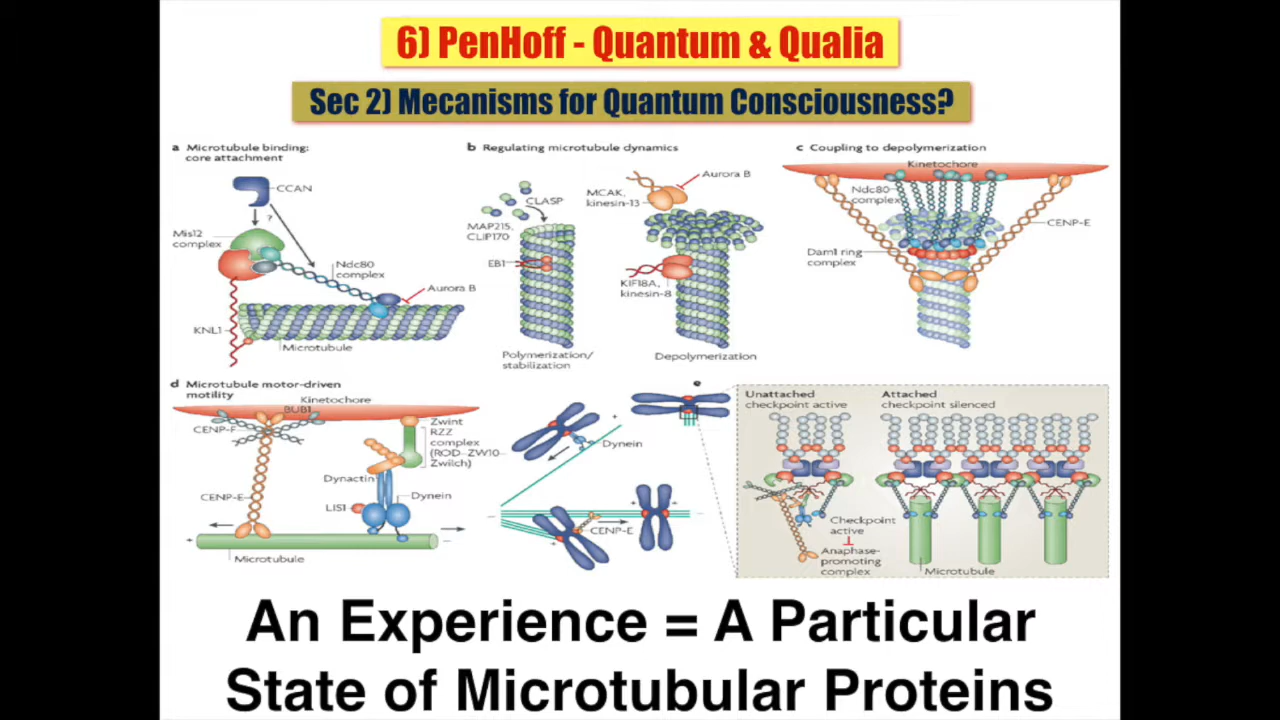 6) PenHoff - Quantum & Qualia
Sec 2) Mecanisms for Quantum Consciousness?
a Microtubule binding:
core attachment
CCAN
?
Mis12
complex
Ndc80
complex
Aurora B
KNL1
Microtubule
b Regulating microtubule dynamics
CLASP
MAP215,
CLIP170
EB1
Polymerization/
stabilization
Aurora B
MCAK,
kinesin-13
KIF18A,
kinesin-8
Depolymerization
c Coupling to depolymerization
Kinetochore
Ndc80
complex
CENP-E
Dam1 ring
complex
d Microtubule motor-driven
motility
Kinetochore
BUB1
CENP-F
Zwint
RZZ
complex
(ROD–ZW10–
Zwilch)
Dynactin
CENP-E
Dynein
LIS1
+
–
Microtubule
e
+
Dynein
–
+
+
–
CENP-E
Unattached
checkpoint active
Attached
checkpoint silenced
Checkpoint
active
Anaphase-
promoting
complex
Microtubule
An Experience = A Particular
State of Microtubular Proteins